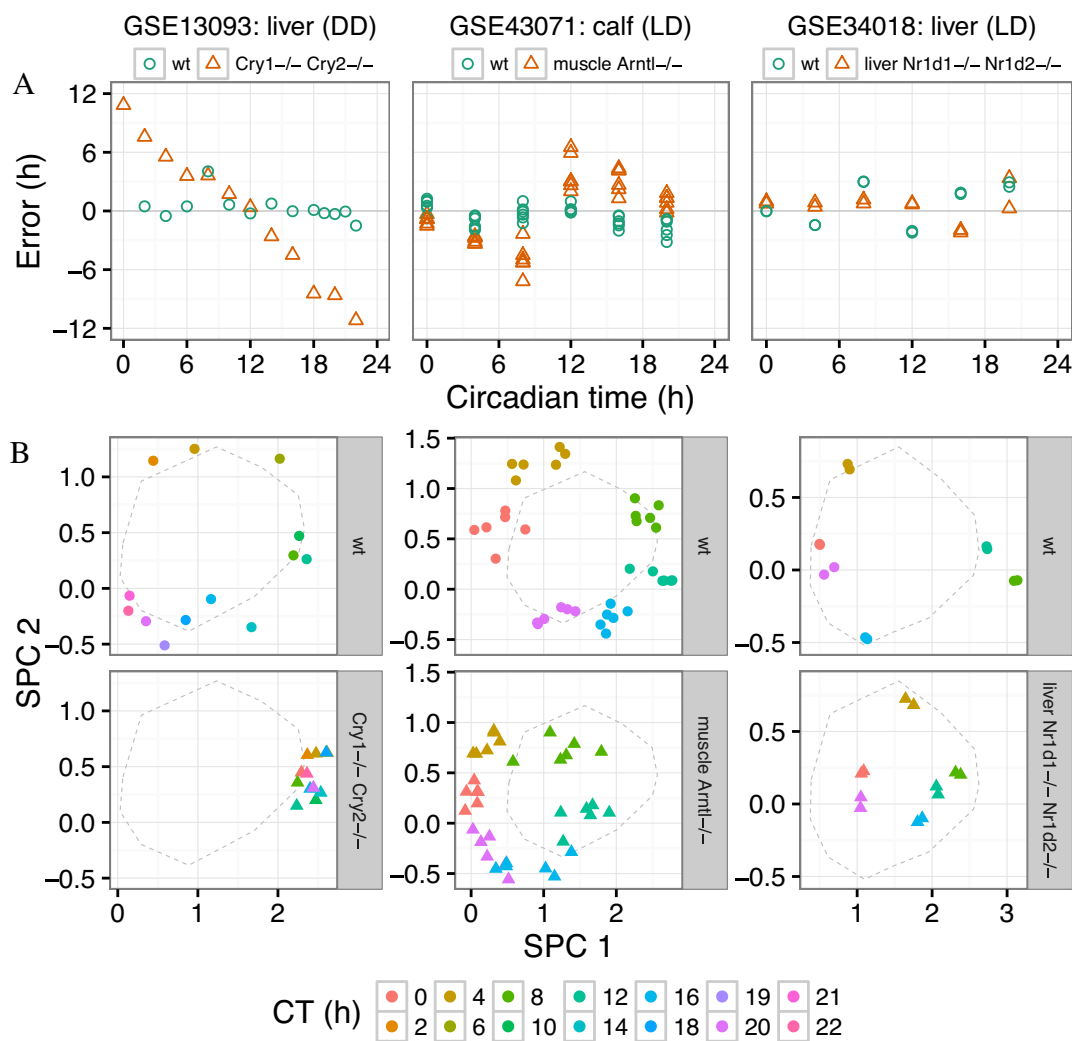 GSE13093: liver (DD) GSE43071: calf (LD) GSE34018: liver (LD)
wt Cry1−/− Cry2−/− wt muscle Arntl−/− wt liver Nr1d1−/− Nr1d2−/−
A
Error (h)
12
6
0
−6
−12
0 6 12 18 24 0 6 12 18 24 0 6 12 18 24
Circadian time (h)
B
SPC 2
1.0
0.5
0.0
−0.5
wt
1.5
1.0
0.5
0.0
−0.5
wt
0.5
0.0
−0.5
wt
1.0
0.5
0.0
−0.5
Cry1−/− Cry2−/−
1.5
1.0
0.5
0.0
−0.5
muscle Arntl−/−
0.5
0.0
−0.5
liver Nr1d1−/− Nr1d2−/−
0 1 2 0 1 2 1 2 3
SPC 1
CT (h)
0 4 8 12 16 19 21
2 6 10 14 18 20 22